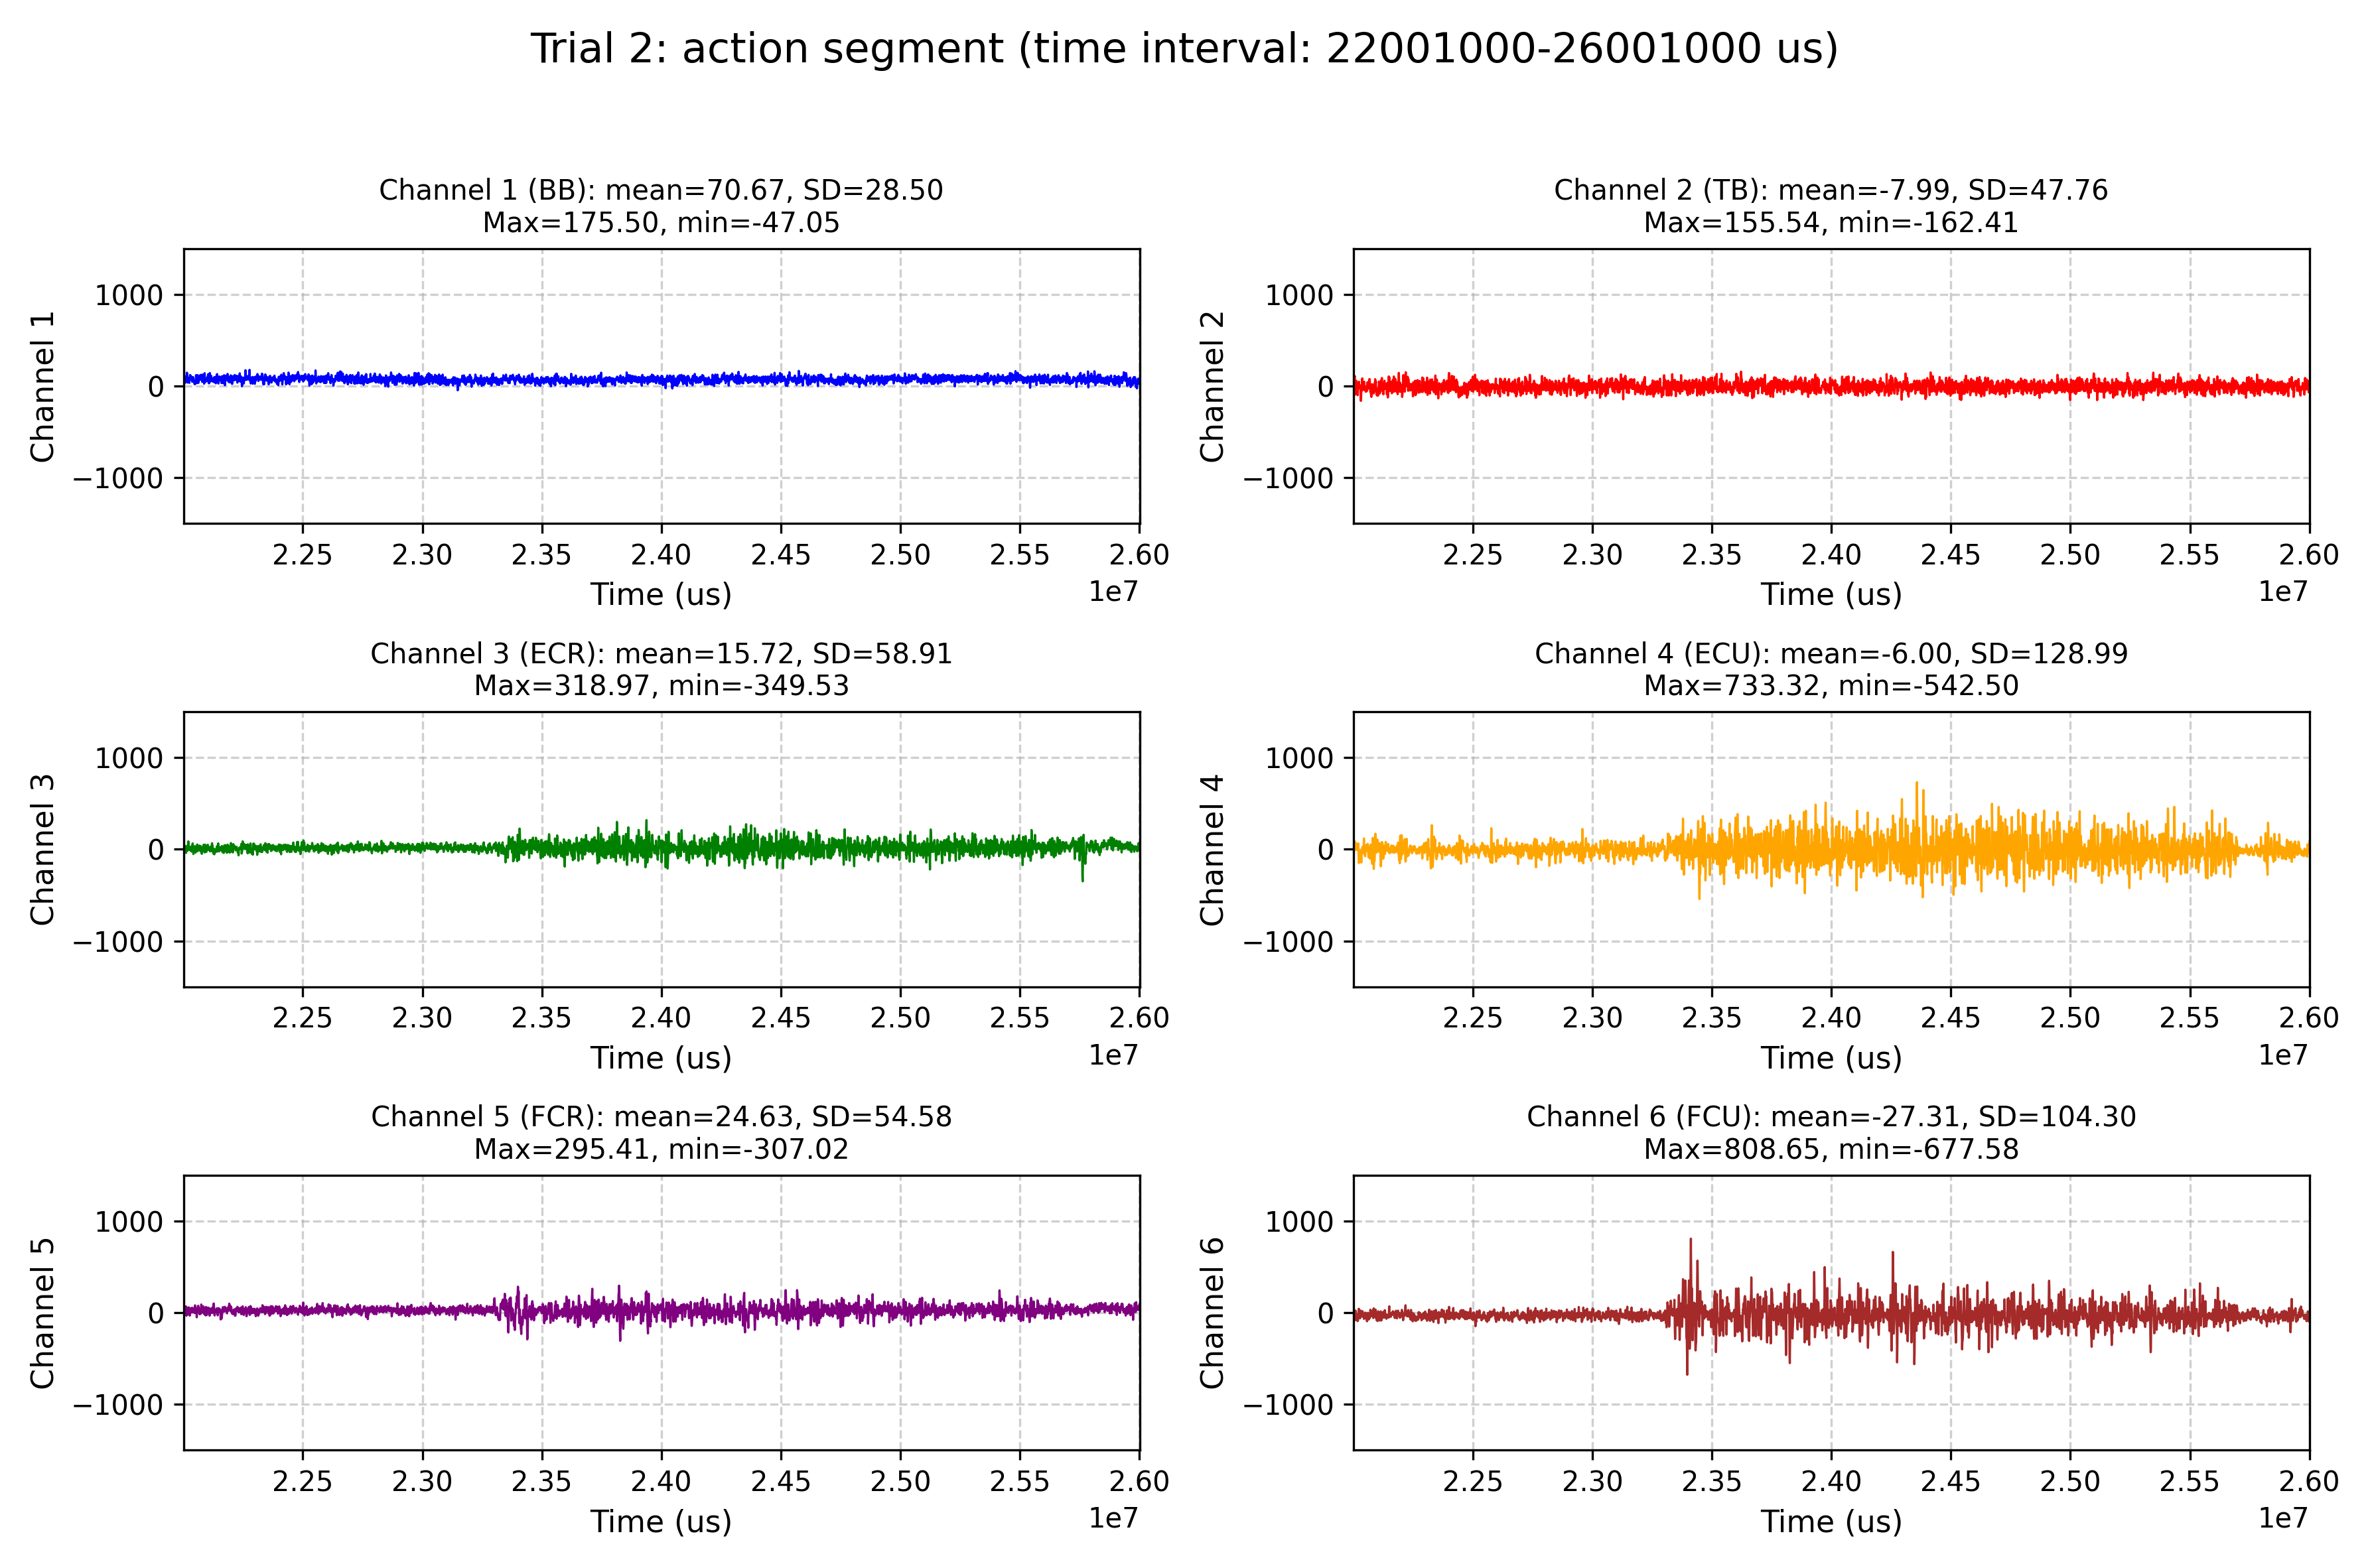 Trial 2: action segment (time interval: 22001000-26001000 us)
Channel 1 (BB): mean=70.67, SD=28.50
Max=175.50, min=-47.05
Channel 1
1000
0
−1000
2.25 2.30 2.35 2.40 2.45 2.50 2.55 2.60
Time (us)
1e7
Channel 2 (TB): mean=-7.99, SD=47.76
Max=155.54, min=-162.41
Channel 2
1000
0
−1000
2.25 2.30 2.35 2.40 2.45 2.50 2.55 2.60
Time (us)
1e7
Channel 3 (ECR): mean=15.72, SD=58.91
Max=318.97, min=-349.53
Channel 3
1000
0
−1000
2.25 2.30 2.35 2.40 2.45 2.50 2.55 2.60
Time (us)
1e7
Channel 4 (ECU): mean=-6.00, SD=128.99
Max=733.32, min=-542.50
Channel 4
1000
0
−1000
2.25 2.30 2.35 2.40 2.45 2.50 2.55 2.60
Time (us)
1e7
Channel 5 (FCR): mean=24.63, SD=54.58
Max=295.41, min=-307.02
Channel 5
1000
0
−1000
2.25 2.30 2.35 2.40 2.45 2.50 2.55 2.60
Time (us)
1e7
Channel 6 (FCU): mean=-27.31, SD=104.30
Max=808.65, min=-677.58
Channel 6
1000
0
−1000
2.25 2.30 2.35 2.40 2.45 2.50 2.55 2.60
Time (us)
1e7